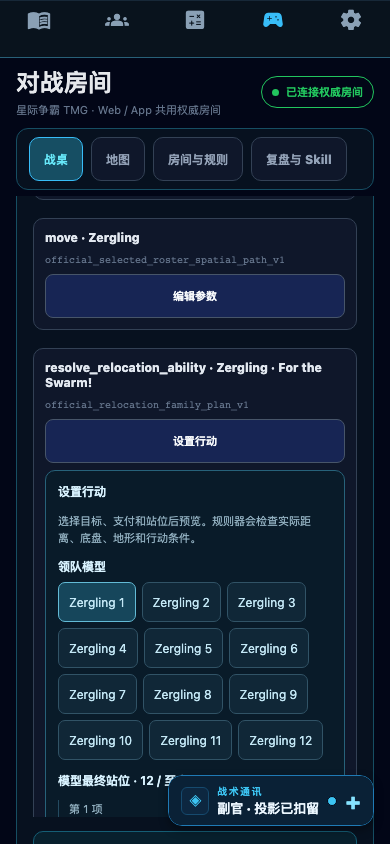 对战房间
已连接权威房间
星际争霸 TMG · Web / App 共用权威房间
战桌
地图
房间与规则
复盘与 Skill
move · Zergling
official_selected_roster_spatial_path_v1
编辑参数
resolve_relocation_ability · Zergling · For the
Swarm!
official_relocation_family_plan_v1
设置行动
设置行动
选择目标、支付和站位后预览。规则器会检查实际距
离、底盘、地形和行动条件。
领队模型
Zergling 1
Zergling 2
Zergling 3
Zergling 4
Zergling 5
Zergling 6
Zergling 7
Zergling 8
Zergling 9
Zergling 10
Zergling 11
Zergling 12
模型最终站位 · 12 / 至
第 1 项
战术通讯
副官 · 投影已扣留